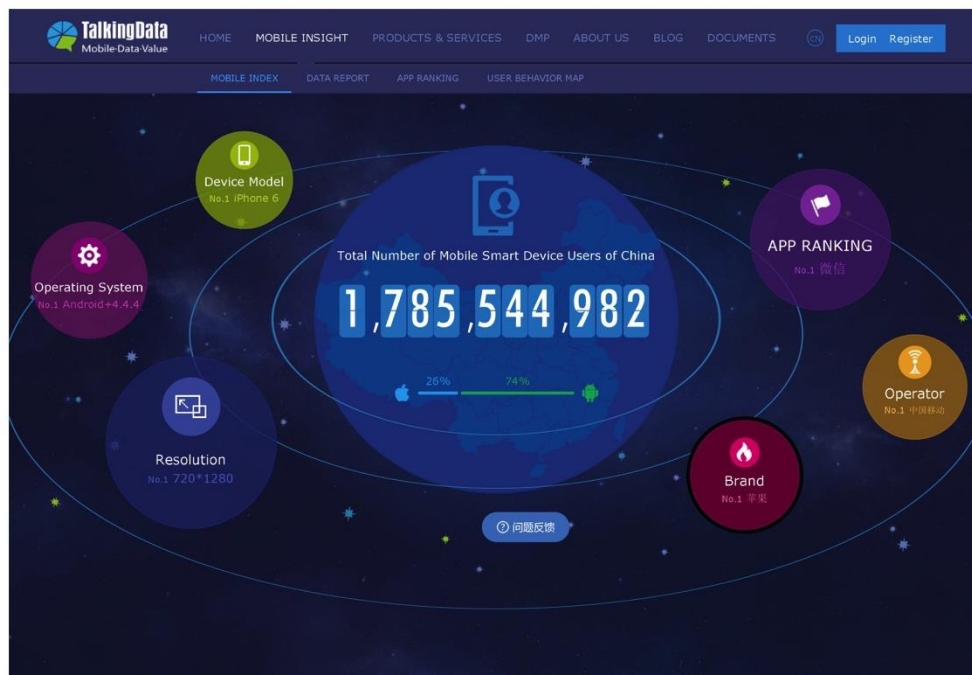 TalkingData
Mobile·Data·Value
HOME MOBILE INSIGHT PRODUCTS & SERVICES DMP ABOUT US BLOG DOCUMENTS CN Login Register
MOBILE INDEX DATA REPORT APP RANKING USER BEHAVIOR MAP
Device Model
No.1 iPhone 6
Operating System
No.1 Android+4.4.4
Total Number of Mobile Smart Device Users of China
1,785,544,982
26% 74%
APP RANKING
No.1 微信
Operator
No.1 中国移动
Resolution
No.1 720*1280
Brand
No.1 苹果
问题反馈